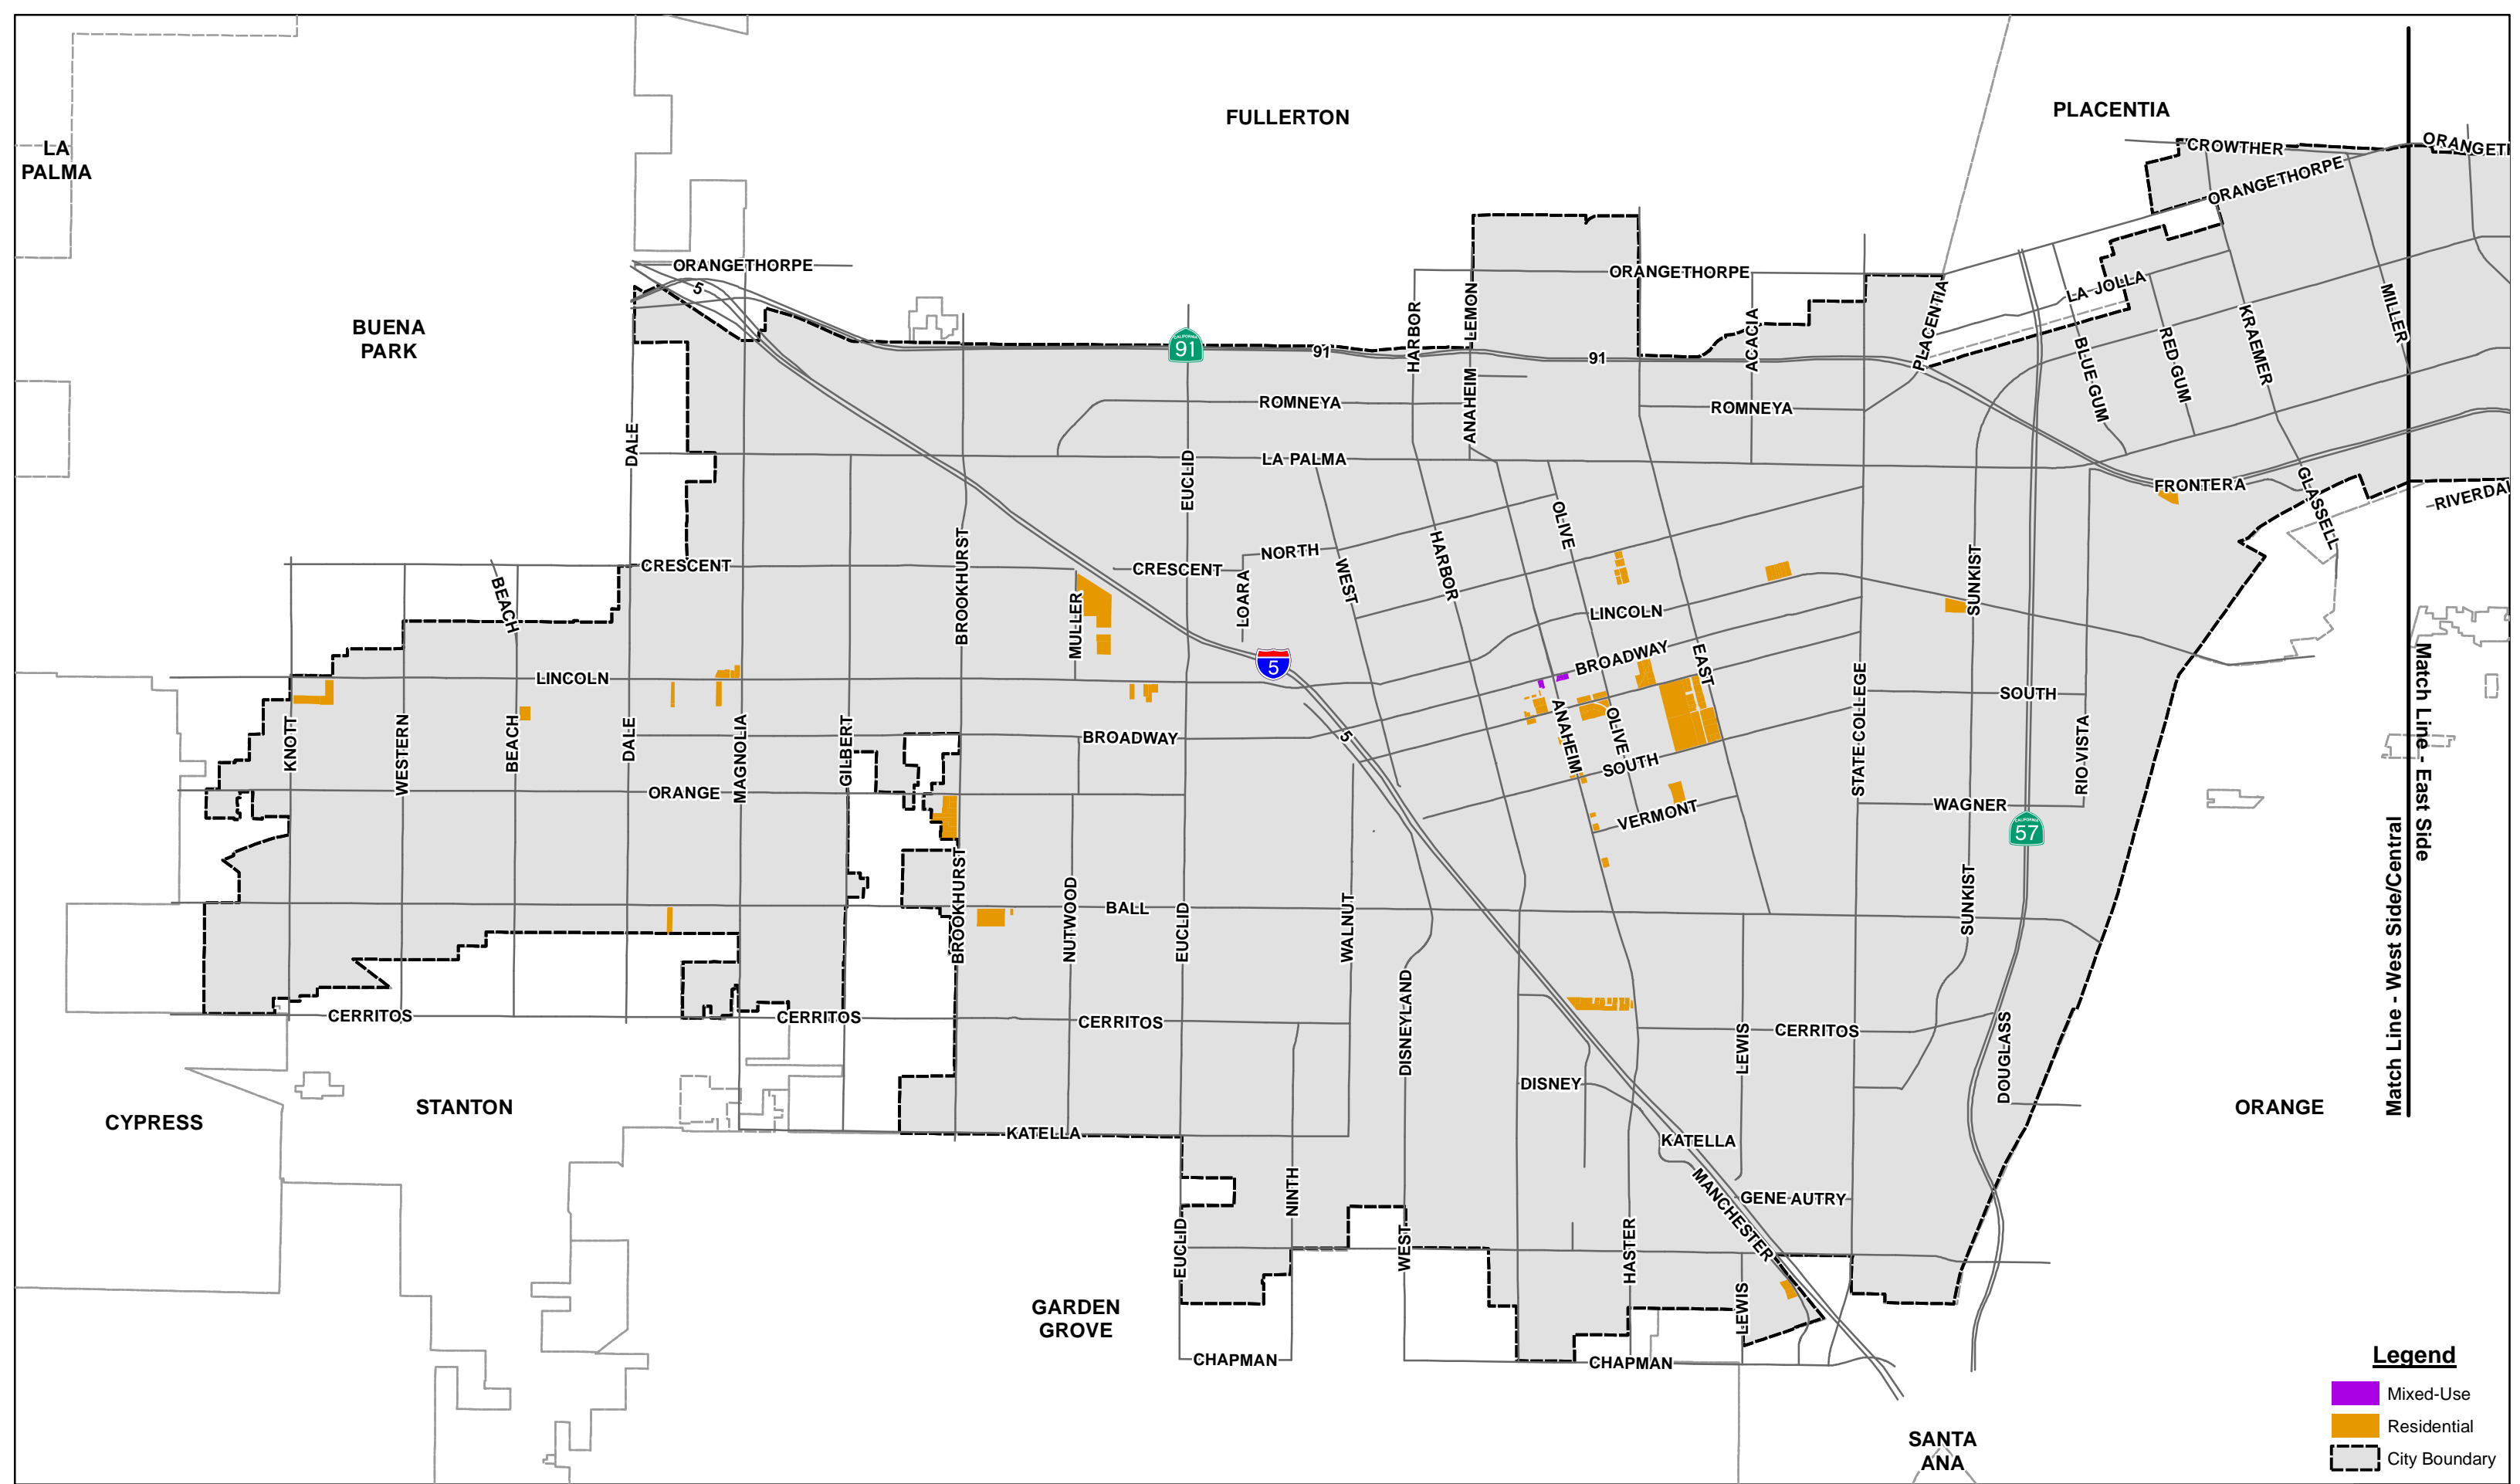 FULLERTON
PLACENTIA
LA
PALMA
CROWTHER
ORANGETH
ORANGETHORPE
ORANGETHORPE
ORANGETHORPE
5
LA JOLLA
BUENA
PARK
CALIFORNIA
91
91
91
HARBOR
LEMON
ANAHEIM
ACACIA
PLACENTIA
BLUE GUM
RED GUM
KRAEMER
MILLER
ROMNEYA
ROMNEYA
DALE
EUCLID
LA PALMA
FRONTERA
GLASSELL
RIVERDAL
CRESCENT
CRESCENT
NORTH
BEACH
BROOKHURST
MULLER
LOARA
WEST
HARBOR
OLIVE
LINCOLN
SUNKIST
LINCOLN
5
BROADWAY
EAST
SOUTH
KNOTT
WESTERN
BEACH
DALE
MAGNOLIA
GILBERT
BROADWAY
5
ANAHEIM
OLIVE
SOUTH
STATE COLLEGE
RIO VISTA
ORANGE
VERMONT
WAGNER
CALIFORNIA
57
BROOKHURST
NUTWOOD
EUCLID
BALL
WALNUT
SUNKIST
CERRITOS
CERRITOS
CERRITOS
CERRITOS
DISNEYLAND
LEWIS
DOUGLASS
DISNEY
CYPRESS
STANTON
ORANGE
KATELLA
KATELLA
MANCHESTER
GENE AUTRY
NINTH
EUCLID
WEST
HASTER
LEWIS
GARDEN
GROVE
CHAPMAN
CHAPMAN
SANTA
ANA
Match Line - West Side/Central
Match Line - East Side
Legend
Mixed-Use
Residential
City Boundary